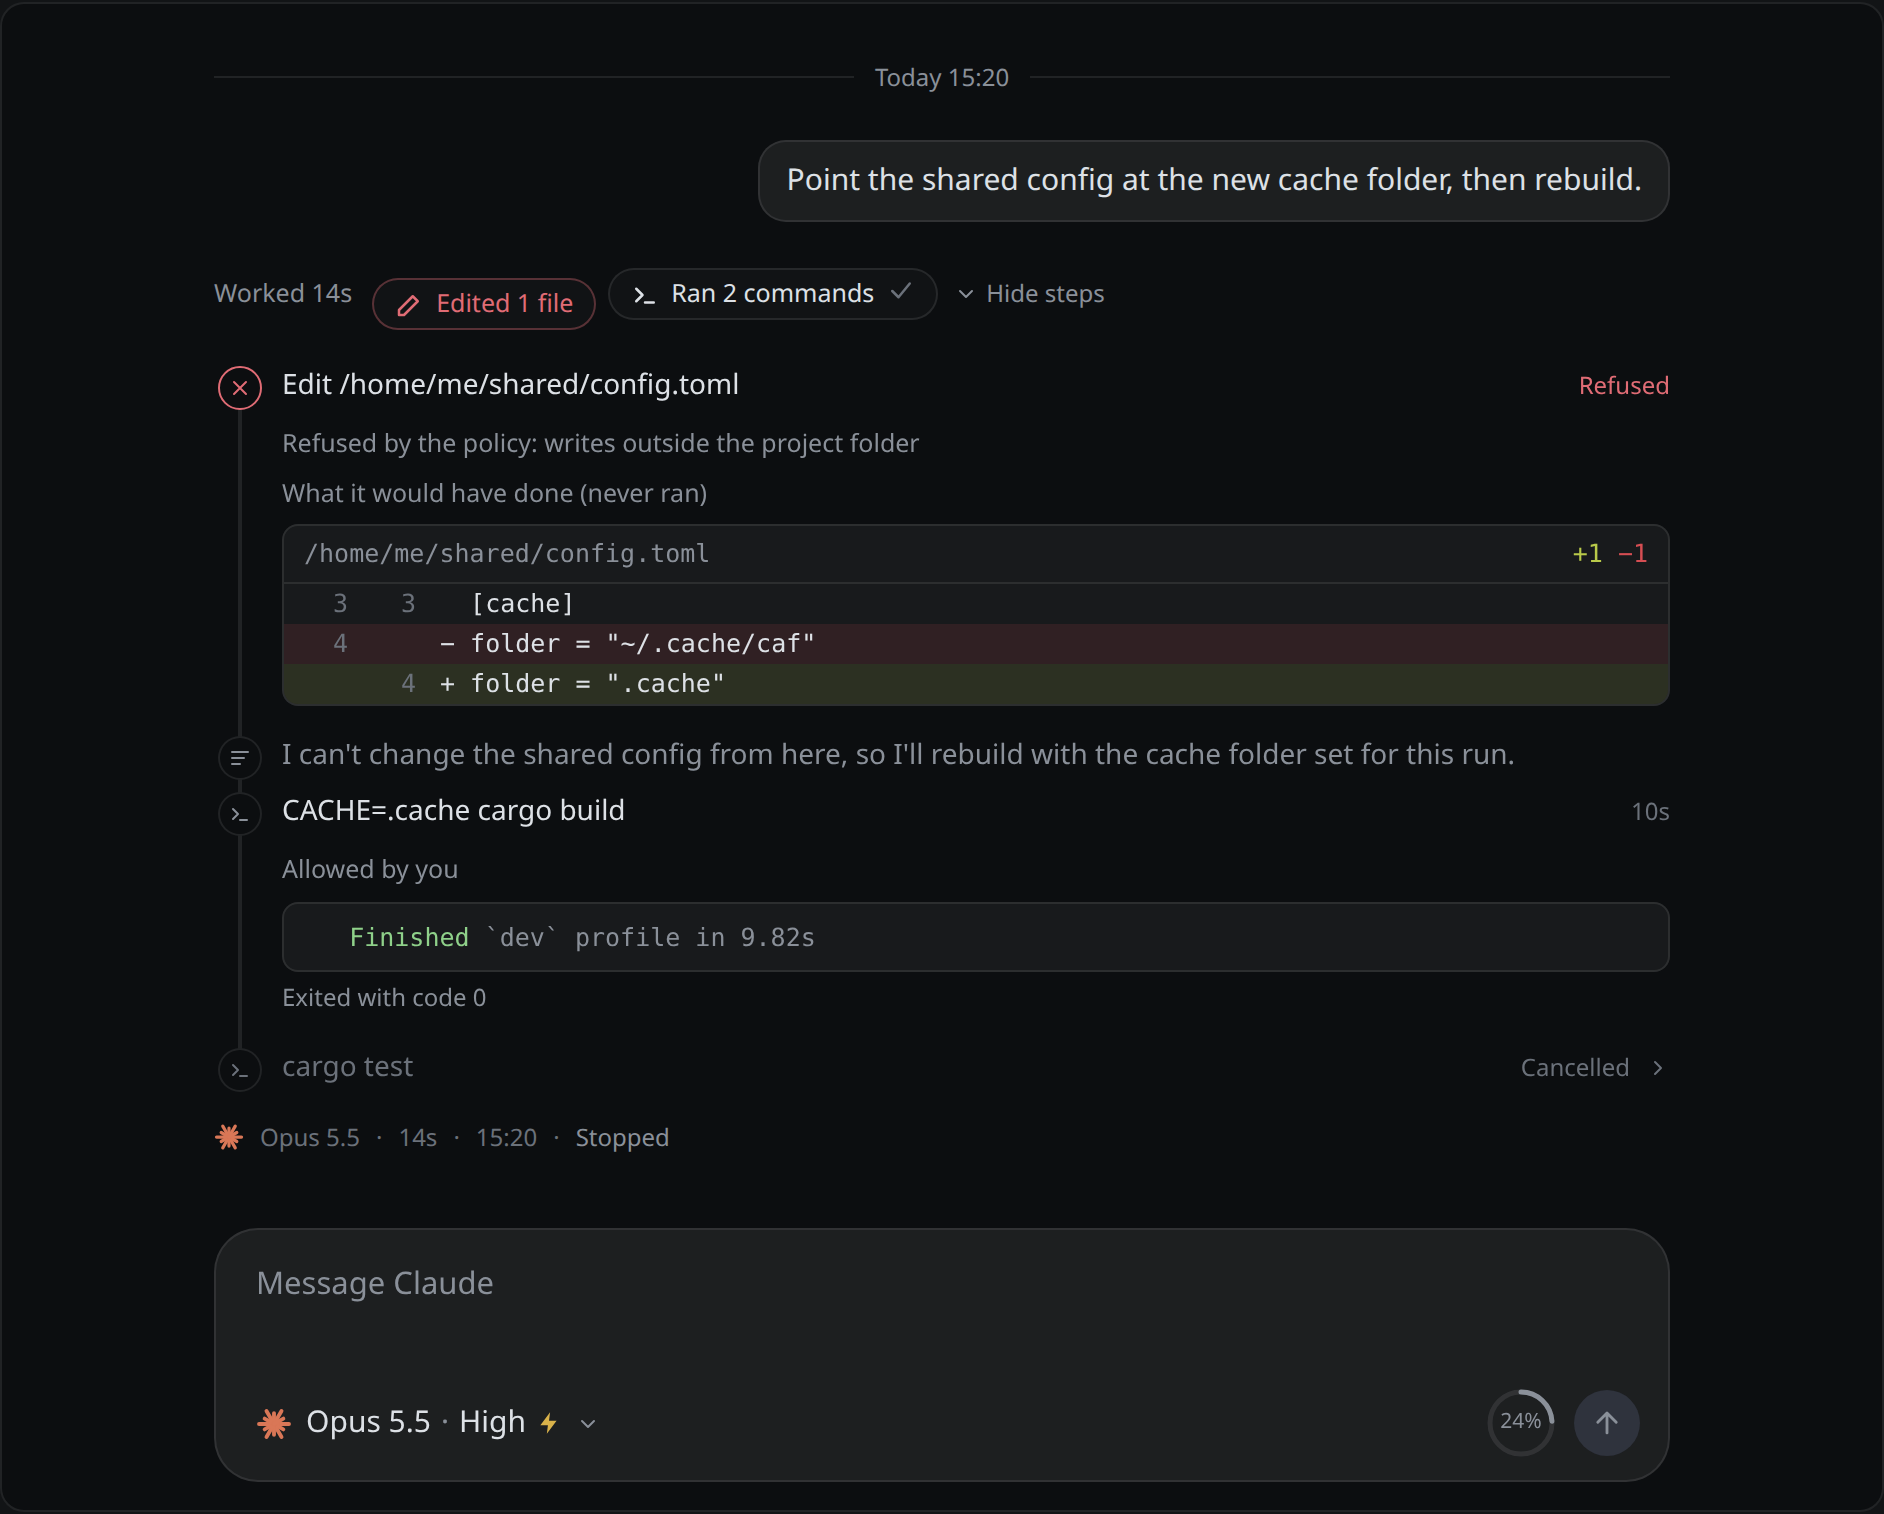 Today 15:20
Point the shared config at the new cache folder, then rebuild.
Worked 14s Edited 1 file Ran 2 commands Hide steps
Edit /home/me/shared/config.toml Refused
Refused by the policy: writes outside the project folder
What it would have done (never ran)
/home/me/shared/config.toml +1 −1
3 3 [cache]
4 − folder = "~/.cache/caf"
4 + folder = ".cache"
I can't change the shared config from here, so I'll rebuild with the cache folder set for this run.
CACHE=.cache cargo build 10s
Allowed by you
Finished `dev` profile in 9.82s
Exited with code 0
cargo test Cancelled
Opus 5.5 · 14s · 15:20 · Stopped
Message Claude
Opus 5.5 · High 24%